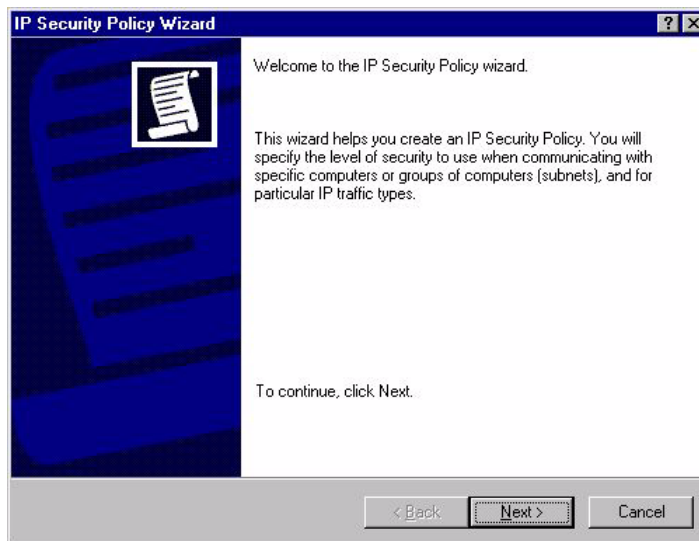 IP Security Policy Wizard
Welcome to the IP Security Policy wizard.
This wizard helps you create an IP Security Policy. You will
specify the level of security to use when communicating with
specific computers or groups of computers (subnets), and for
particular IP traffic types.
To continue, click Next.
< Back
Next >
Cancel